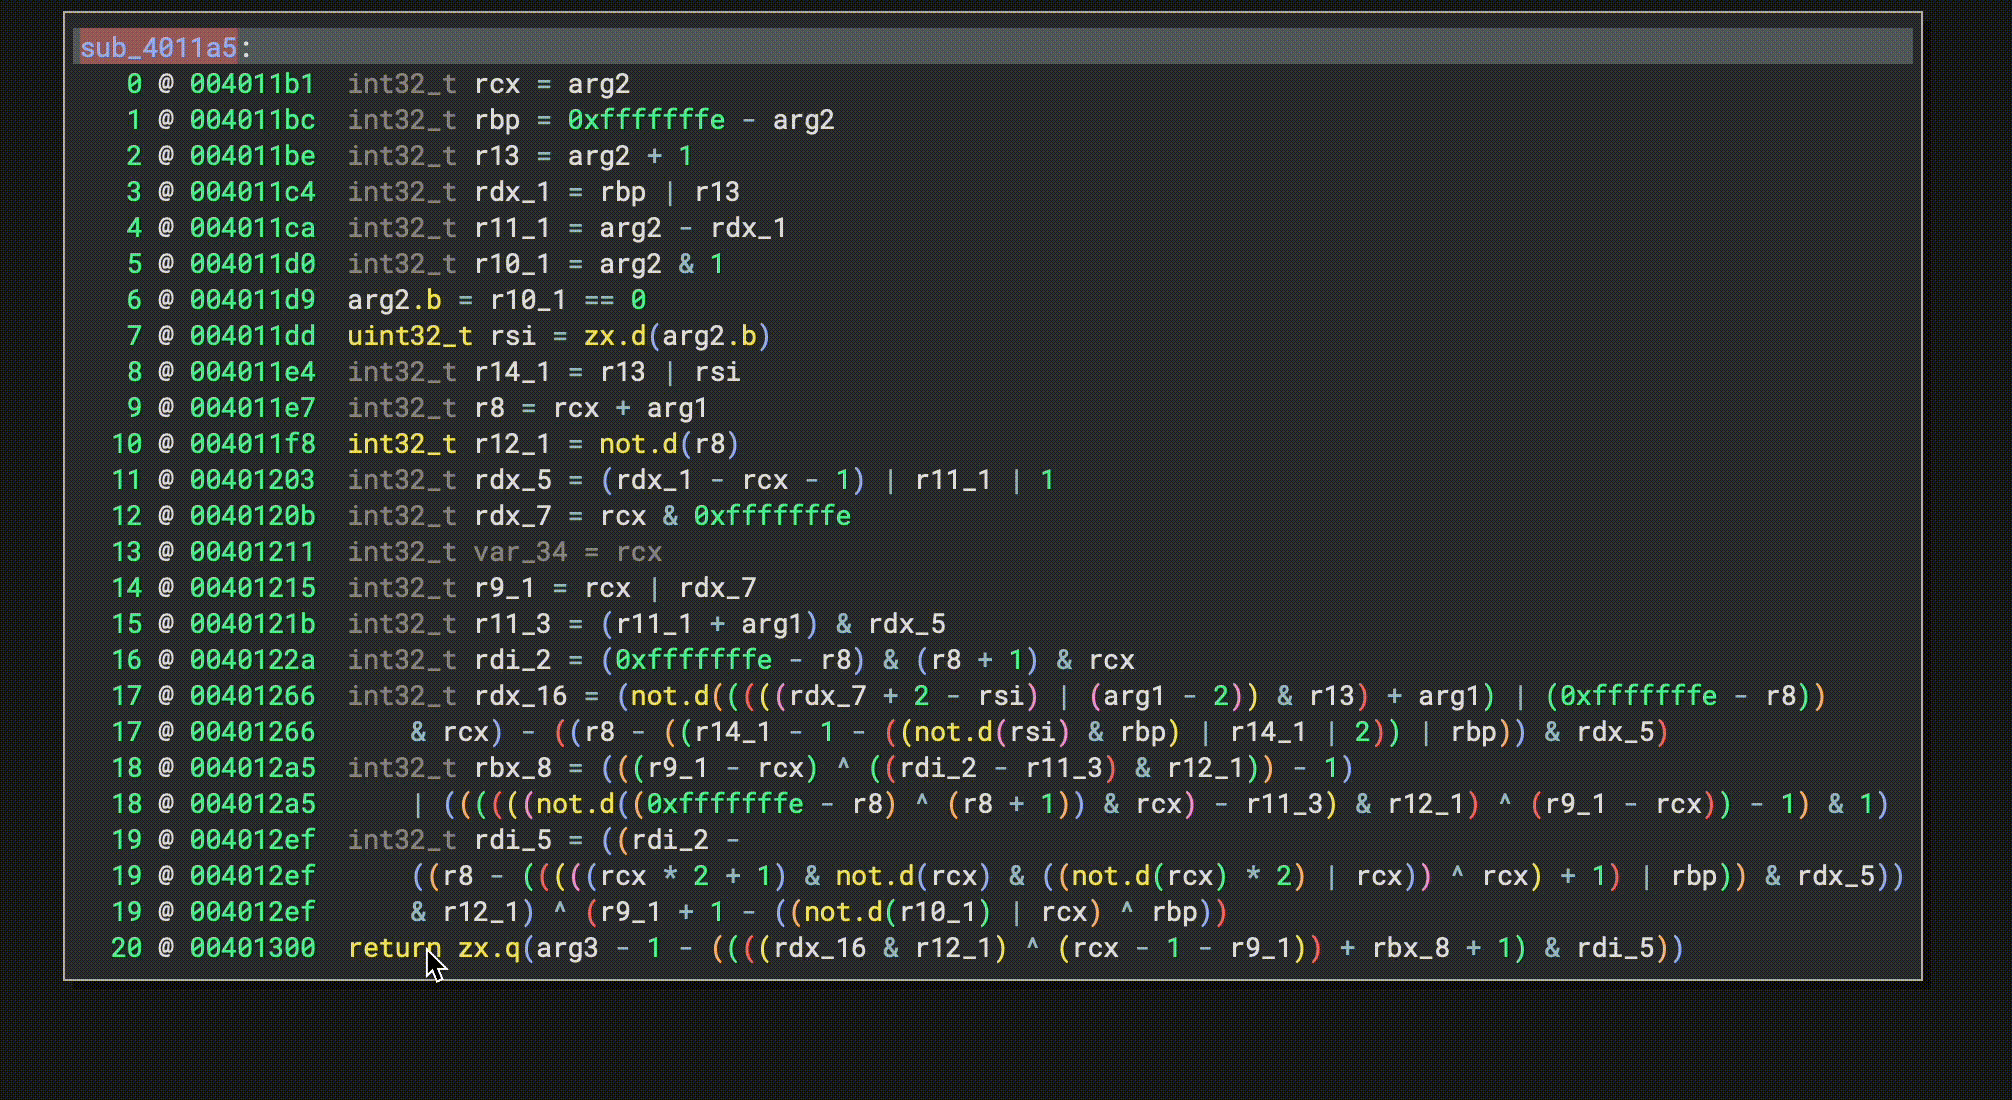 sub_4011a5:
0 @ 004011b1 int32_t rcx = arg2
1 @ 004011bc int32_t rbp = 0xfffffffe - arg2
2 @ 004011be int32_t r13 = arg2 + 1
3 @ 004011c4 int32_t rdx_1 = rbp | r13
4 @ 004011ca int32_t r11_1 = arg2 - rdx_1
5 @ 004011d0 int32_t r10_1 = arg2 & 1
6 @ 004011d9 arg2.b = r10_1 == 0
7 @ 004011dd uint32_t rsi = zx.d(arg2.b)
8 @ 004011e4 int32_t r14_1 = r13 | rsi
9 @ 004011e7 int32_t r8 = rcx + arg1
10 @ 004011f8 int32_t r12_1 = not.d(r8)
11 @ 00401203 int32_t rdx_5 = (rdx_1 - rcx - 1) | r11_1 | 1
12 @ 0040120b int32_t rdx_7 = rcx & 0xfffffffe
13 @ 00401211 int32_t var_34 = rcx
14 @ 00401215 int32_t r9_1 = rcx | rdx_7
15 @ 0040121b int32_t r11_3 = (r11_1 + arg1) & rdx_5
16 @ 0040122a int32_t rdi_2 = (0xfffffffe - r8) & (r8 + 1) & rcx
17 @ 00401266 int32_t rdx_16 = (not.d(((((rdx_7 + 2 - rsi) | (arg1 - 2)) & r13) + arg1) | (0xfffffffe - r8))
17 @ 00401266 & rcx) - ((r8 - ((r14_1 - 1 - ((not.d(rsi) & rbp) | r14_1 | 2)) | rbp)) & rdx_5)
18 @ 004012a5 int32_t rbx_8 = (((r9_1 - rcx) ^ ((rdi_2 - r11_3) & r12_1)) - 1)
18 @ 004012a5 | ((((((not.d((0xfffffffe - r8) ^ (r8 + 1)) & rcx) - r11_3) & r12_1) ^ (r9_1 - rcx)) - 1) & 1)
19 @ 004012ef int32_t rdi_5 = ((rdi_2 -
19 @ 004012ef ((r8 - (((((rcx * 2 + 1) & not.d(rcx) & ((not.d(rcx) * 2) | rcx)) ^ rcx) + 1) | rbp)) & rdx_5))
19 @ 004012ef & r12_1) ^ (r9_1 + 1 - ((not.d(r10_1) | rcx) ^ rbp))
20 @ 00401300 return zx.q(arg3 - 1 - ((((rdx_16 & r12_1) ^ (rcx - 1 - r9_1)) + rbx_8 + 1) & rdi_5))